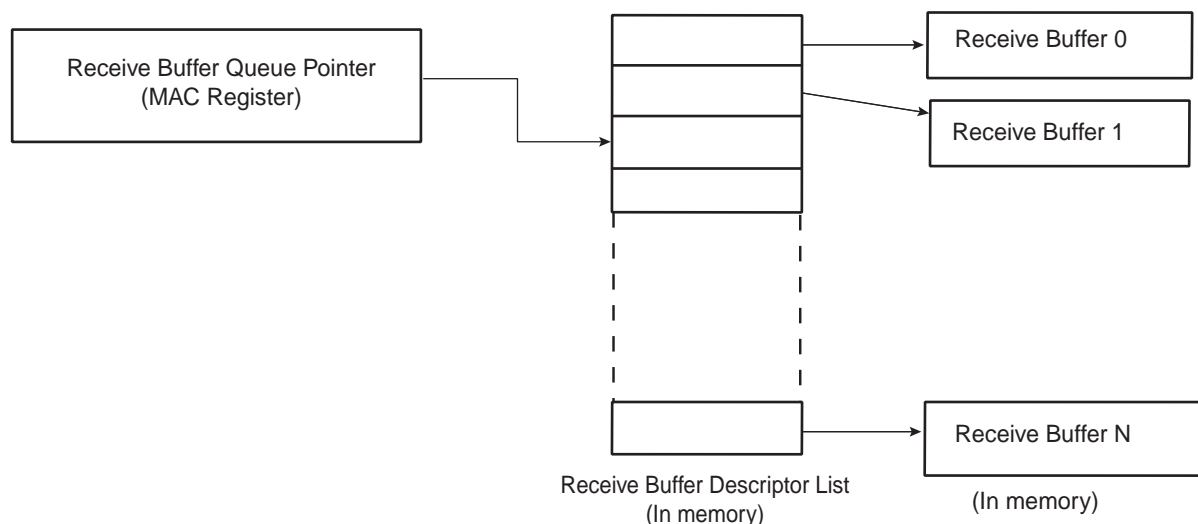 Receive Buffer Queue Pointer
(MAC Register)
Receive Buffer 0
Receive Buffer 1
Receive Buffer N
Receive Buffer Descriptor List
(In memory)
(In memory)